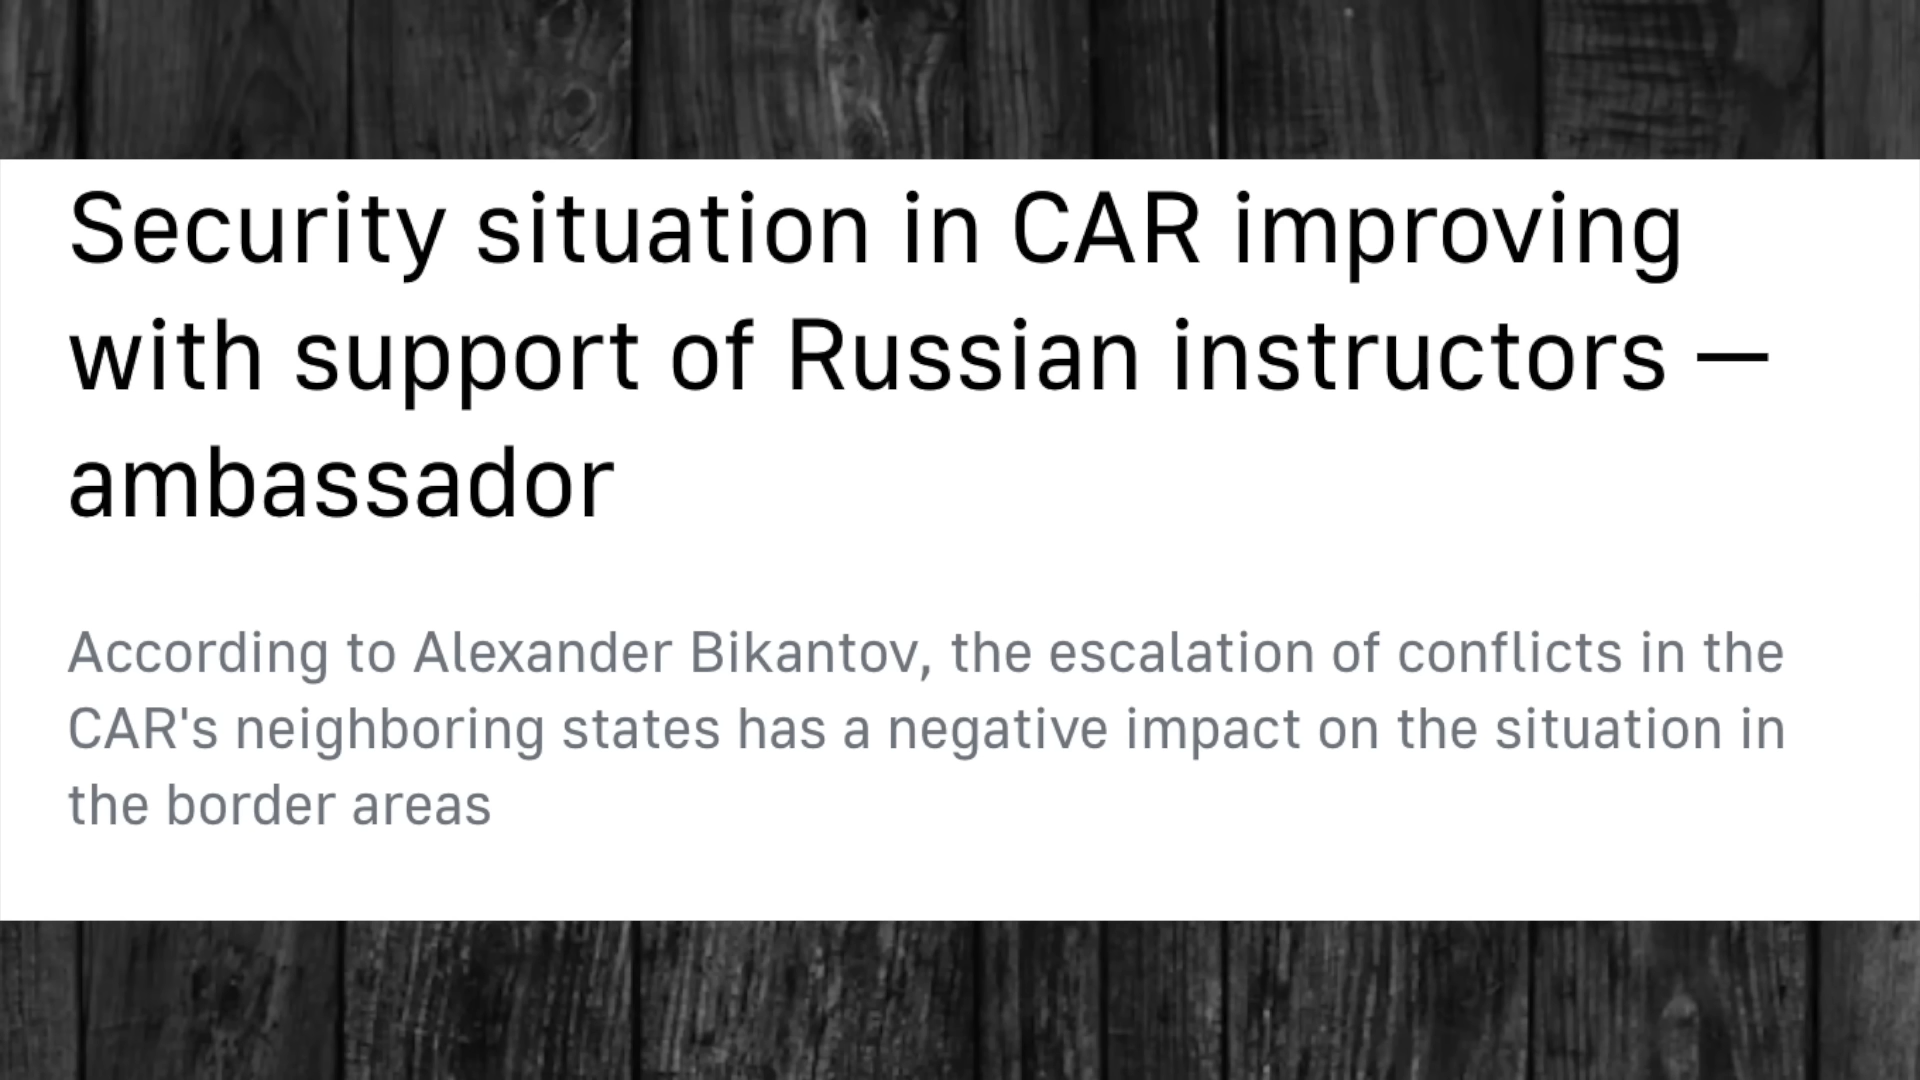 Security situation in CAR improving
with support of Russian instructors —
ambassador
According to Alexander Bikantov, the escalation of conflicts in the
CAR's neighboring states has a negative impact on the situation in
the border areas